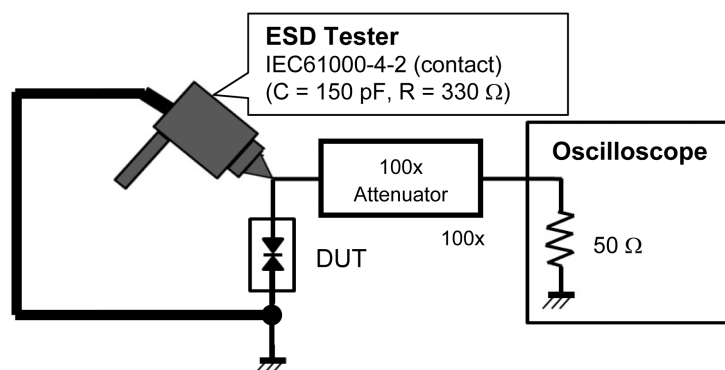 ESD Tester
IEC61000-4-2 (contact)
(C = 150 pF, R = 330 Ω)
100x
Attenuator
100x
Oscilloscope
50 Ω
DUT